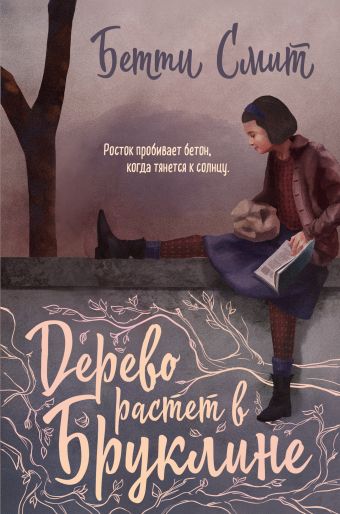 Бетти Смит
Росток пробивает бетон,
когда тянется к солнцу.
Дерево
растет в
Бруклине